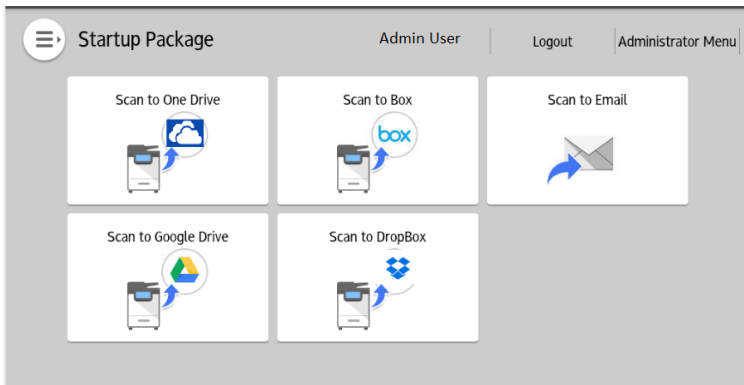 Startup Package
Admin User
Logout
Administrator Menu
Scan to One Drive
Scan to Box
box
Scan to Email
Scan to Google Drive
Scan to DropBox